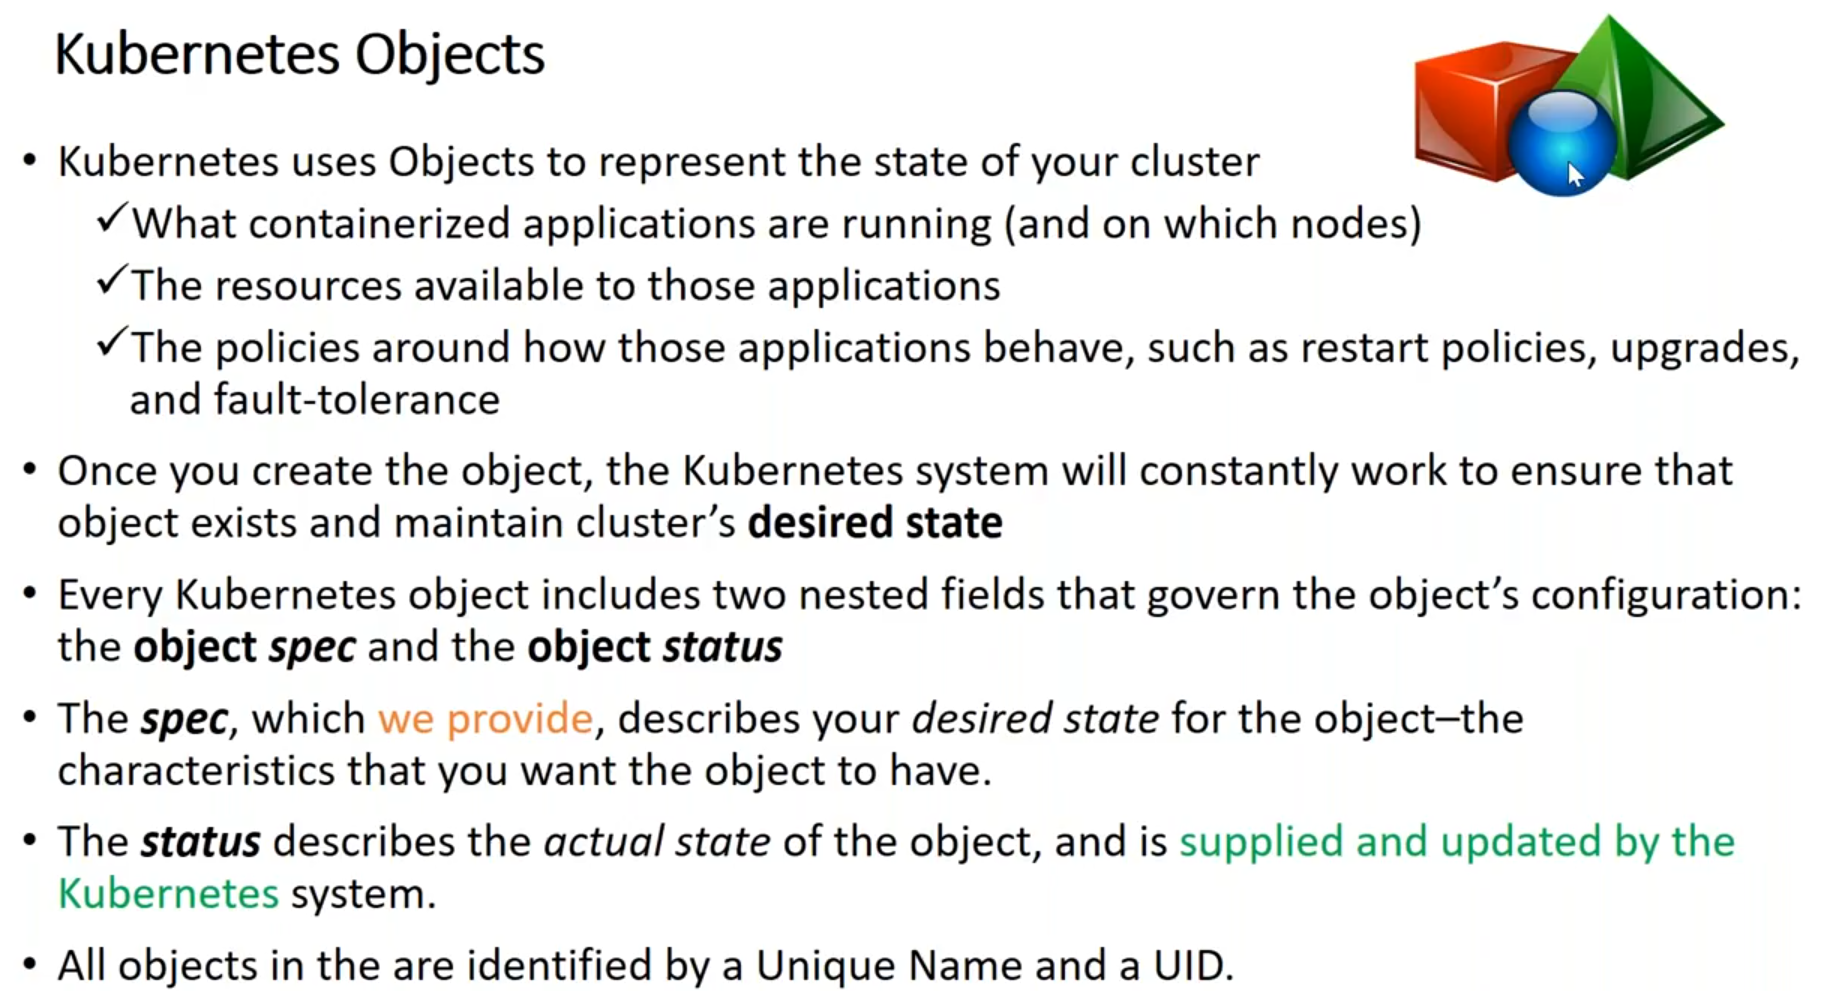 Kubernetes Objects
• Kubernetes uses Objects to represent the state of your cluster
✓What containerized applications are running (and on which nodes)
✓The resources available to those applications
✓The policies around how those applications behave, such as restart policies, upgrades,
and fault-tolerance
• Once you create the object, the Kubernetes system will constantly work to ensure that
object exists and maintain cluster’s desired state
• Every Kubernetes object includes two nested fields that govern the object’s configuration:
the object spec and the object status
• The spec, which we provide, describes your desired state for the object–the
characteristics that you want the object to have.
• The status describes the actual state of the object, and is supplied and updated by the
Kubernetes system.
• All objects in the are identified by a Unique Name and a UID.